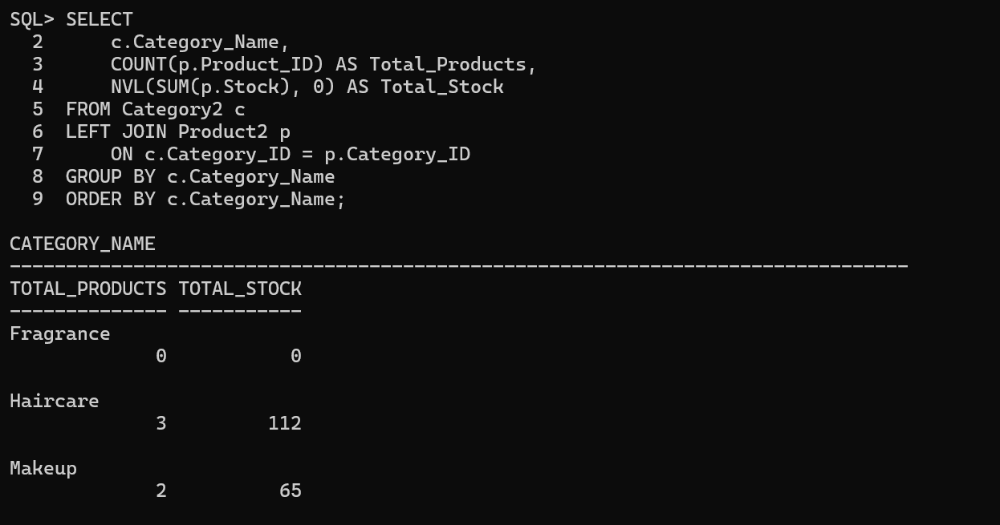 SQL> SELECT
  2      c.Category_Name,
  3      COUNT(p.Product_ID) AS Total_Products,
  4      NVL(SUM(p.Stock), 0) AS Total_Stock
  5  FROM Category2 c
  6  LEFT JOIN Product2 p
  7      ON c.Category_ID = p.Category_ID
  8  GROUP BY c.Category_Name
  9  ORDER BY c.Category_Name;

CATEGORY_NAME
--------------------------------------------------------------------------------
TOTAL_PRODUCTS TOTAL_STOCK
-------------- -----------
Fragrance
             0           0

Haircare
             3         112

Makeup
             2          65